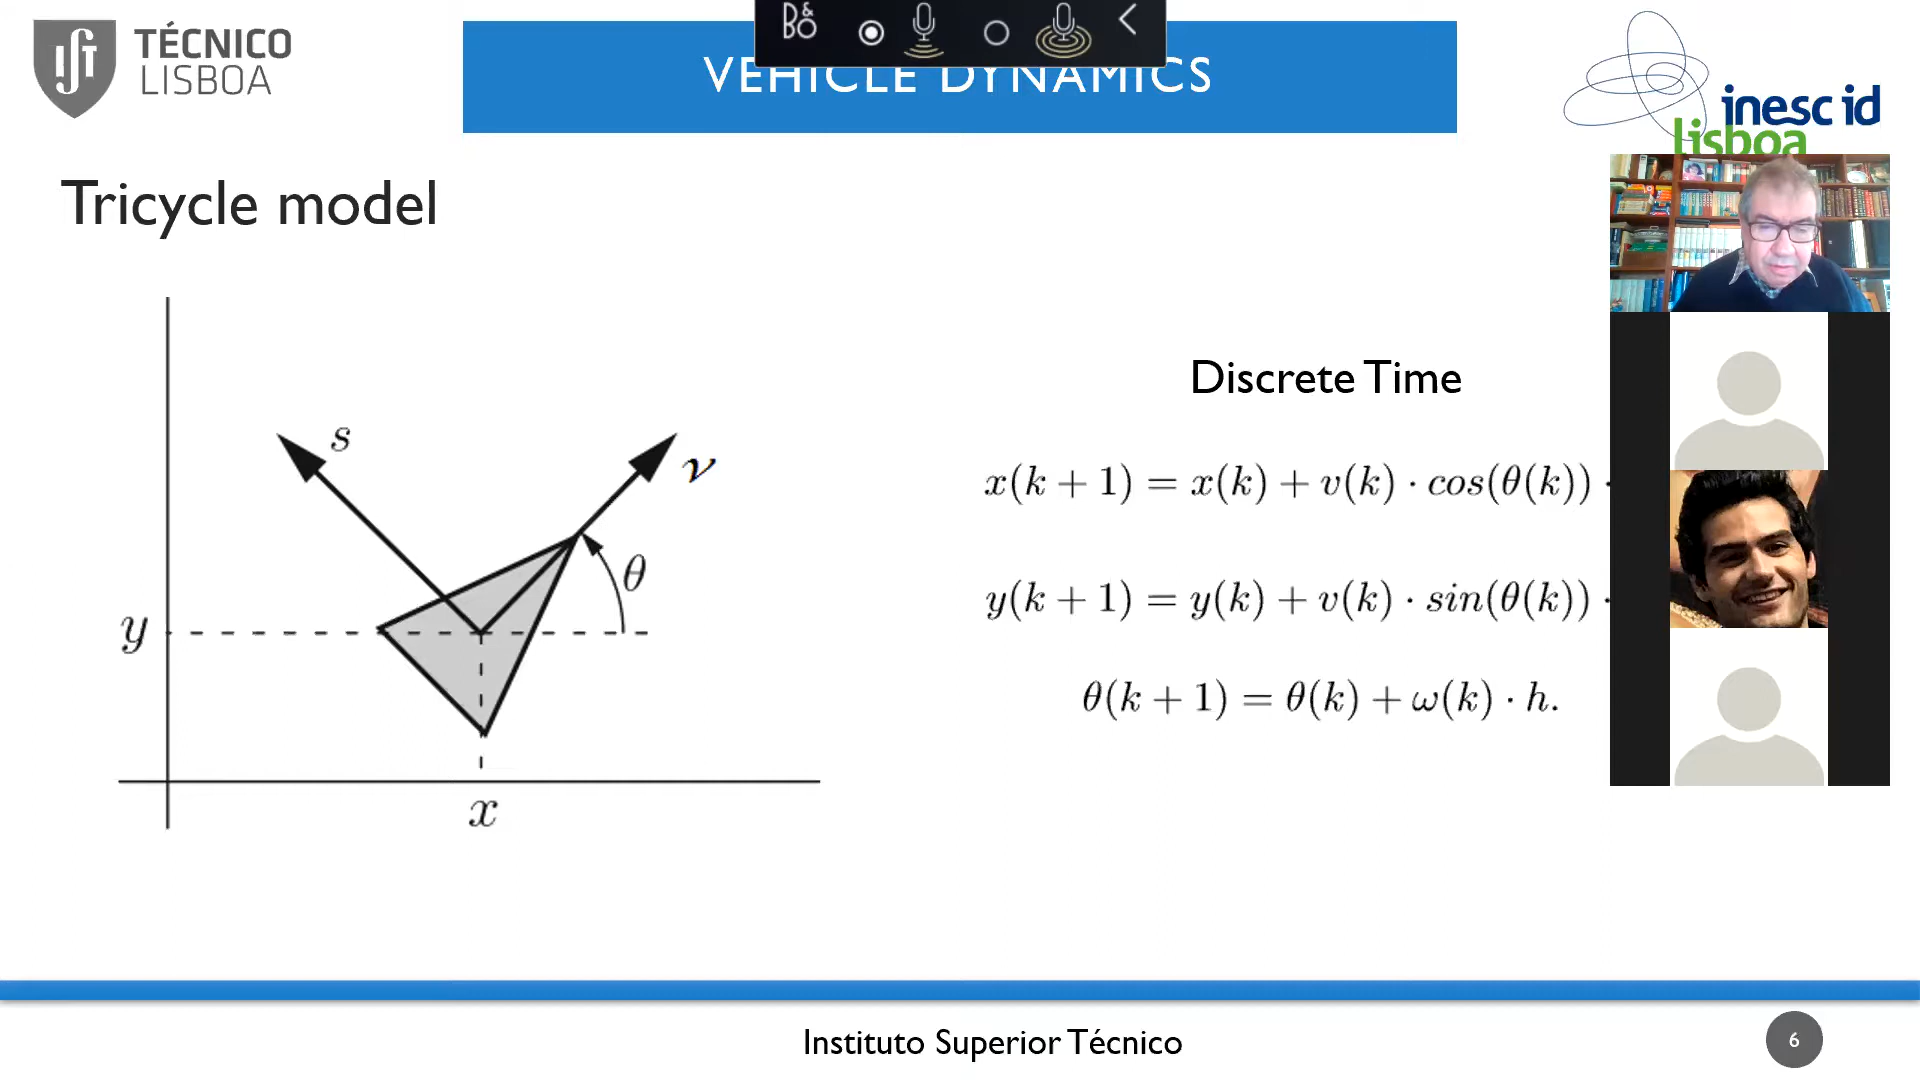 TÉCNICO
LISBOA
B&O
VEHICLE DYNAMICS
inesc id
lisboa
Tricycle model
s
ν
θ
y
x
Discrete Time
x(k + 1) = x(k) + v(k) · cos(θ(k)) ·
y(k + 1) = y(k) + v(k) · sin(θ(k)) ·
θ(k + 1) = θ(k) + ω(k) · h.
Instituto Superior Técnico
6